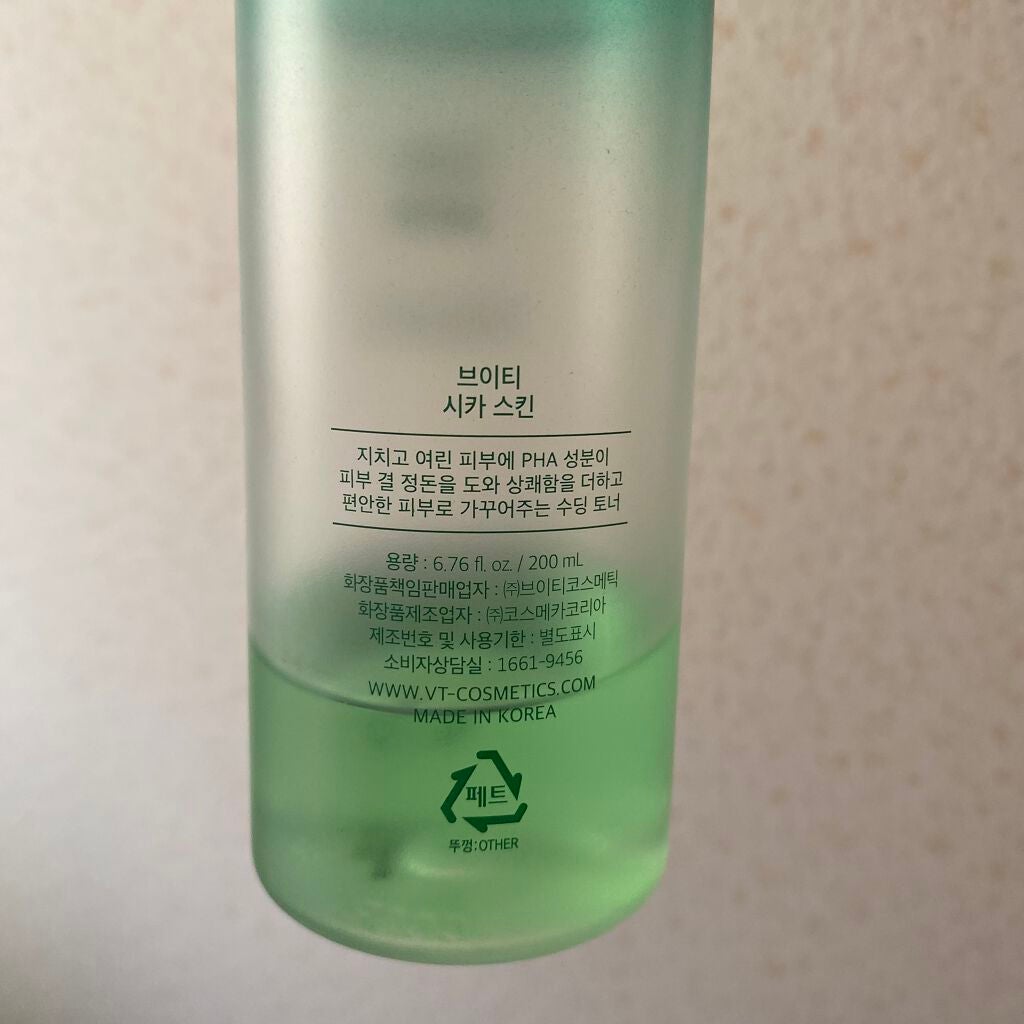 브이티
시카 스킨
지치고 여린 피부에 PHA 성분이
피부 결 정돈을 도와 상쾌함을 더하고
편안한 피부로 가꾸어주는 수딩 토너
용량 : 6.76 fl. oz. / 200 mL
화장품책임판매업자 : ㈜브이티코스메틱
화장품제조업자 : ㈜코스메카코리아
제조번호 및 사용기한 : 별도표시
소비자상담실 : 1661-9456
WWW.VT-COSMETICS.COM
MADE IN KOREA
페트
뚜껑:OTHER